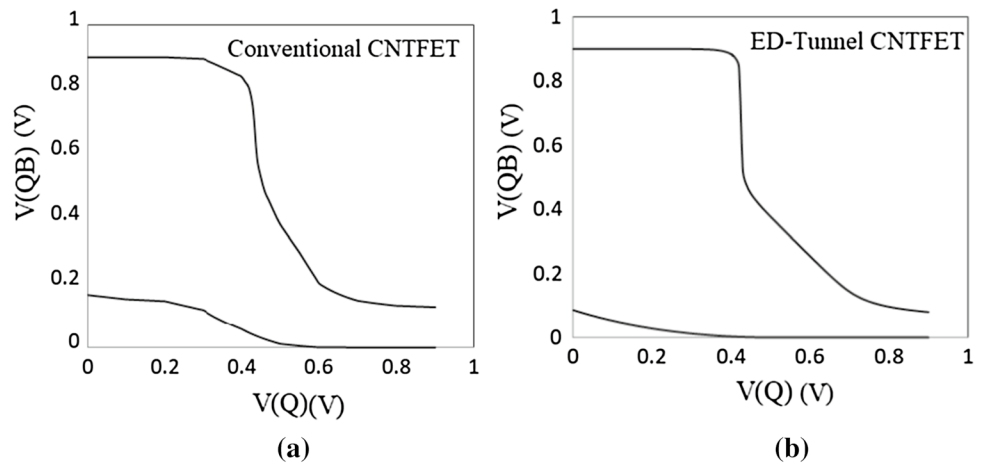 1
Conventional CNTFET
0.8
0.6
0.4
0.2
0
V(QB) (V)
0 0.2 0.4 0.6 0.8 1
V(Q)(V)
(a)
1
ED-Tunnel CNTFET
0.8
0.6
0.4
0.2
0
V(QB) (V)
0 0.2 0.4 0.6 0.8 1
V(Q) (V)
(b)